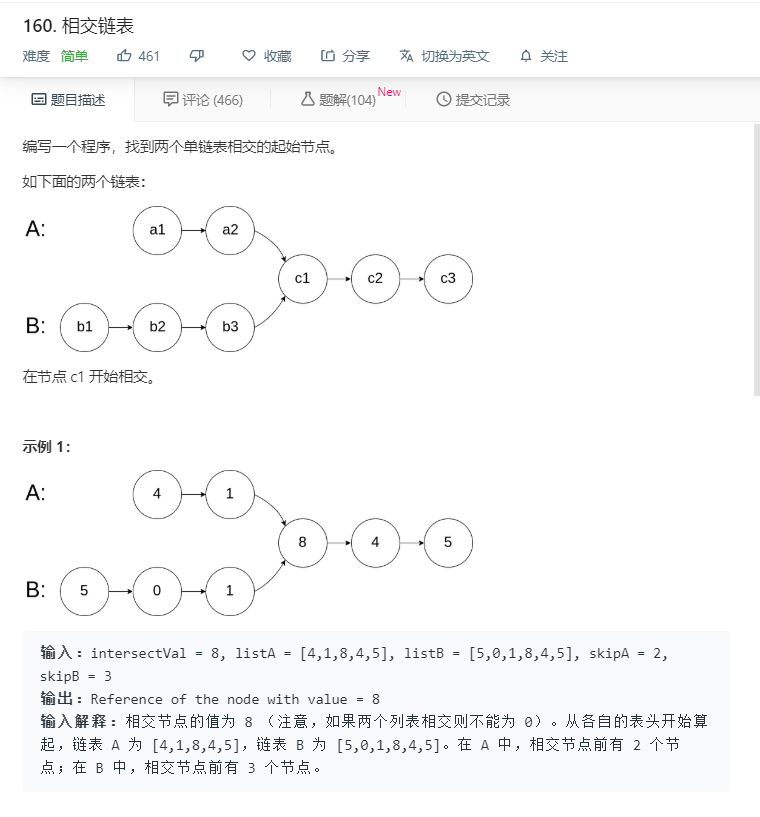 160. 相交链表
难度 简单 461 收藏 分享 切换为英文 关注
题目描述 评论 (466) 题解(104) New 提交记录
编写一个程序，找到两个单链表相交的起始节点。
如下面的两个链表：
A: a1 a2
c1 c2 c3
B: b1 b2 b3
在节点 c1 开始相交。
示例 1：
A: 4 1
8 4 5
B: 5 0 1
输入：intersectVal = 8, listA = [4,1,8,4,5], listB = [5,0,1,8,4,5], skipA = 2,
skipB = 3
输出：Reference of the node with value = 8
输入解释：相交节点的值为 8 （注意，如果两个列表相交则不能为 0）。从各自的表头开始算
起，链表 A 为 [4,1,8,4,5]，链表 B 为 [5,0,1,8,4,5]。在 A 中，相交节点前有 2 个节
点；在 B 中，相交节点前有 3 个节点。